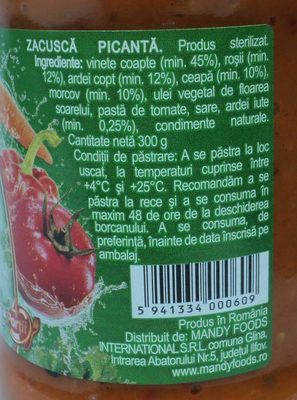 ZACUSCĂ PICANTĂ. Produs sterilizat.
Ingrediente: vinete coapte (min. 45%), roșii (min.
12%), ardei copt (min. 12%), ceapă (min. 10%),
morcov (min. 10%), ulei vegetal de floarea
soarelui, pastă de tomate, sare, ardei iute
(min. 0,25%), condimente naturale.
Cantitate netă 300 g
Condiții de păstrare: A se păstra la loc
uscat, la temperaturi cuprinse între
+4°C și +25°C. Recomandăm a se
păstra la rece și a se consuma în
maxim 48 de ore de la deschiderea
borcanului. A se consuma, de
preferință, înainte de data înscrisă pe
ambalaj.
5 941334 000609
Produs în România
Distribuit de: MANDY FOODS
INTERNATIONAL S.R.L. comuna Glina,
Intrarea Abatorului Nr.5, județul Ilfov.
www.mandyfoods.ro